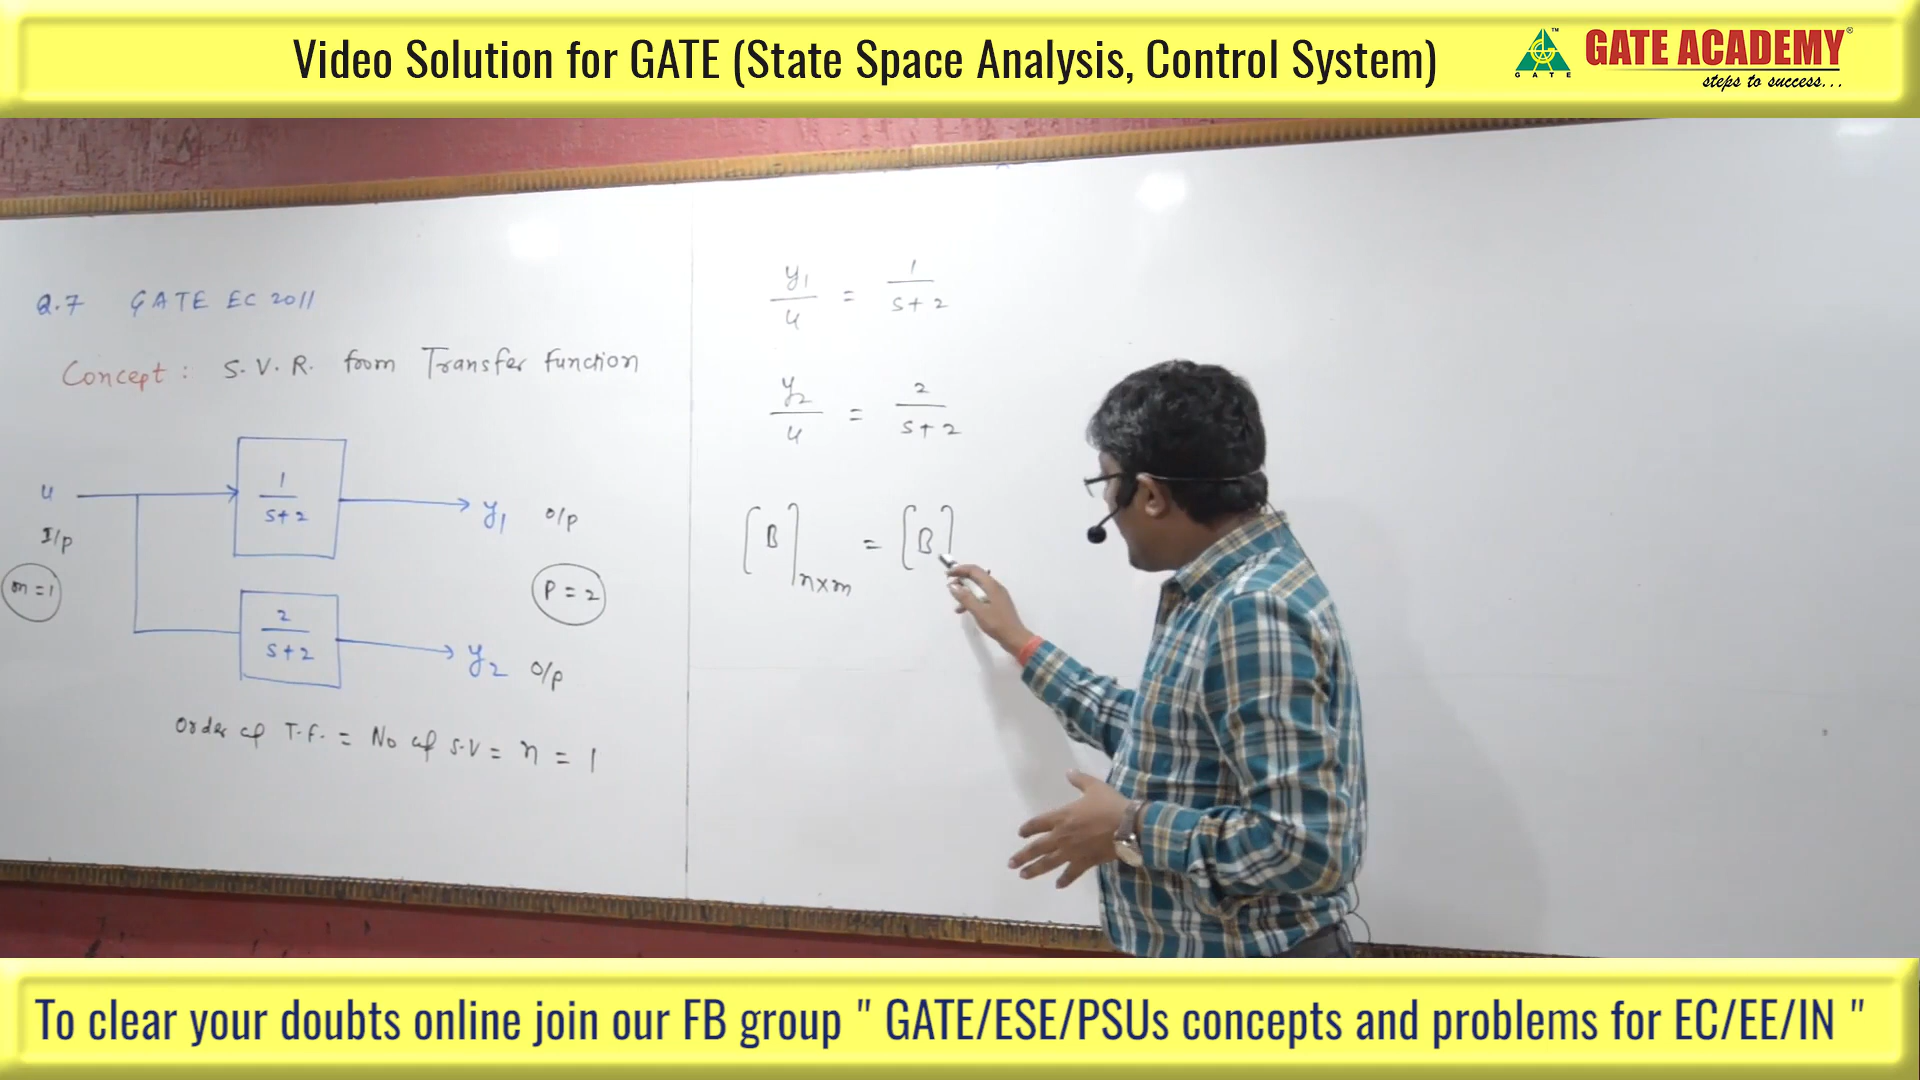 Video Solution for GATE (State Space Analysis, Control System)
GATE
TM
GATE ACADEMY®
steps to success...
Q.7 GATE EC 2011
Concept : S.V.R. from Transfer function
u
I/p
m = 1
1
s+2
y1 o/p
P = 2
2
s+2
y2 o/p
Order of T.F. = No of S.V = n = 1
y1
u
=
1
s+2
y2
u
=
2
s+2
[B]n×m = [B]
To clear your doubts online join our FB group " GATE/ESE/PSUs concepts and problems for EC/EE/IN "